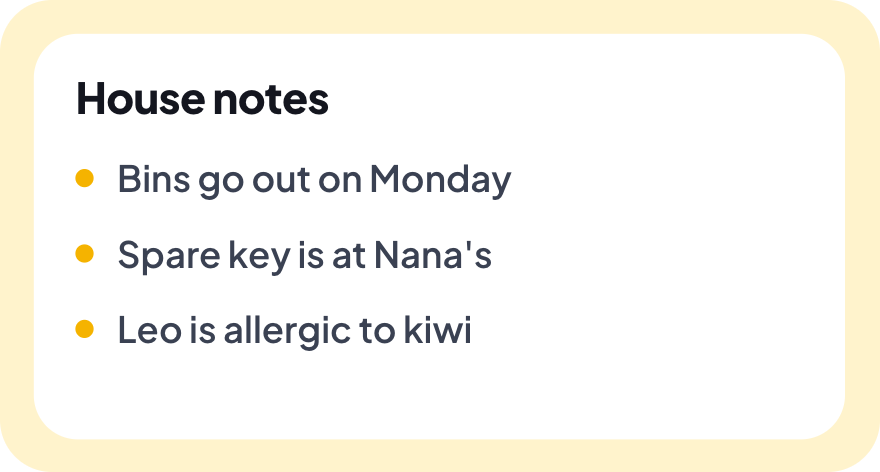 House notes
Bins go out on Monday
Spare key is at Nana's
Leo is allergic to kiwi